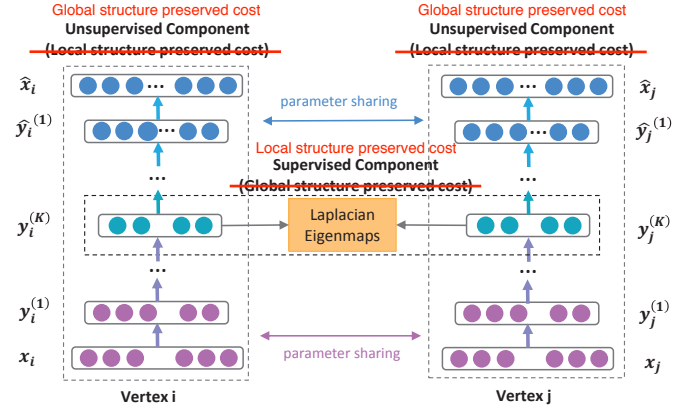 Global structure preserved cost
Global structure preserved cost
Unsupervised Component
Unsupervised Component
(Local structure preserved cost)
(Local structure preserved cost)
x̂ᵢ
...
...
x̂ⱼ
parameter sharing
ŷᵢ⁽¹⁾
...
...
ŷⱼ⁽¹⁾
Local structure preserved cost
Supervised Component
...
...
(Global structure preserved cost)
yᵢ⁽ᴷ⁾
Laplacian
Eigenmaps
yⱼ⁽ᴷ⁾
...
...
yᵢ⁽¹⁾
yⱼ⁽¹⁾
parameter sharing
xᵢ
xⱼ
Vertex i
Vertex j